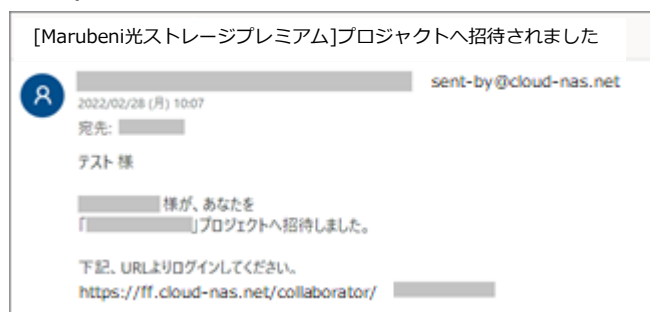 [Marubeni光ストレージプレミアム]プロジャクトへ招待されました
sent-by@cloud-nas.net
2022/02/28 (月) 10:07
宛先:
テスト 様
様が、あなたを
「」プロジェクトへ招待しました。
下記、URLよりログインしてください。
https://ff.cloud-nas.net/collaborator/